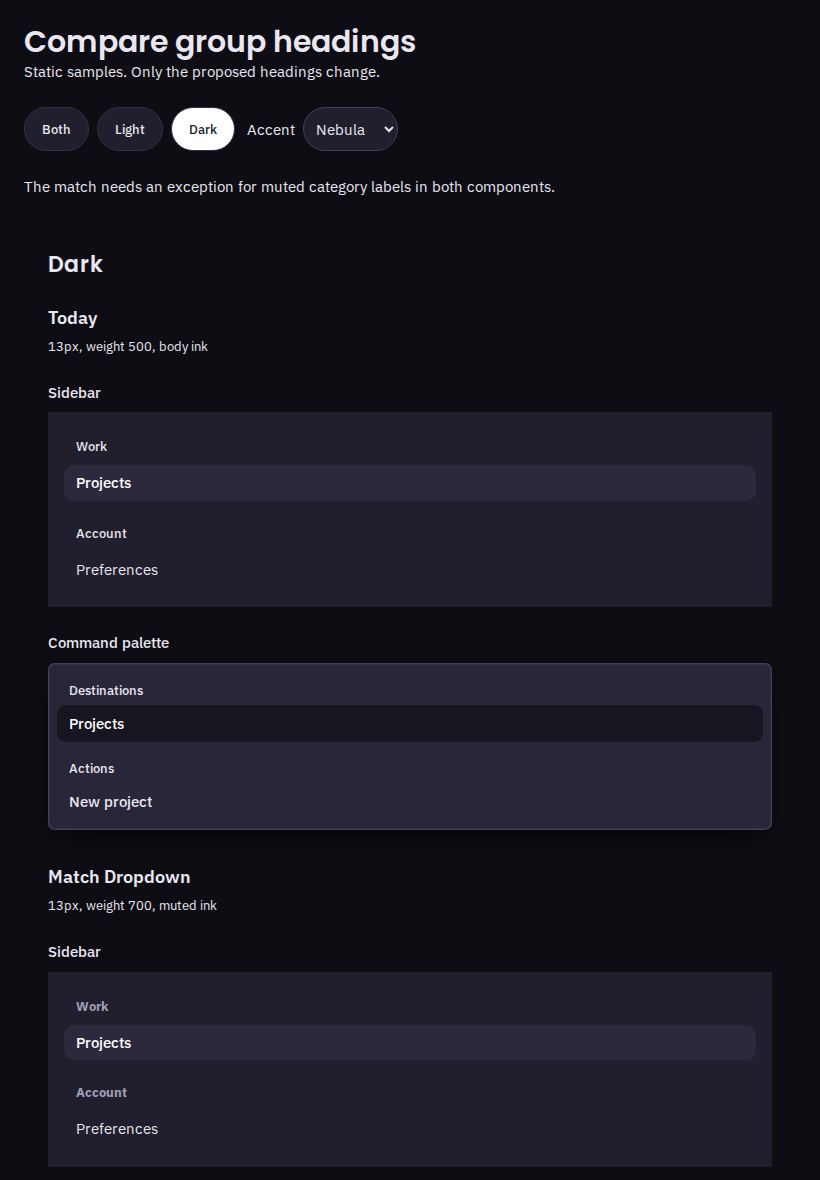 Compare group headings
Static samples. Only the proposed headings change.
Both Light Dark Accent Nebula
The match needs an exception for muted category labels in both components.
Dark
Today
13px, weight 500, body ink
Sidebar
Work
Projects
Account
Preferences
Command palette
Destinations
Projects
Actions
New project
Match Dropdown
13px, weight 700, muted ink
Sidebar
Work
Projects
Account
Preferences